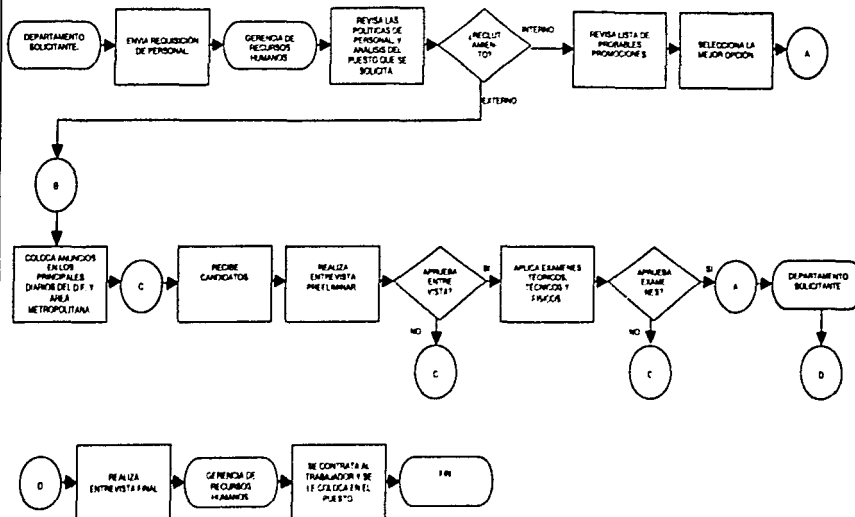 DEPARTAMENTO
SOLICITANTE.
ENVIA REQUISICIÓN
DE PERSONAL
GERENCIA DE
RECURSOS
HUMANOS
REVISA LAS
POLITICAS DE
PERSONAL, Y
ANALISIS DEL
PUESTO QUE SE
SOLICITA
¿RECLUT
AMIEN-
TO?
INTERNO
EXTERNO
REVISA LISTA DE
PROBABLES
PROMOCIONES
SELECCIONA LA
MEJOR OPCIÓN
A
B
COLOCA ANUNCIOS
EN LOS
PRINCIPALES
DIARIOS DEL D.F. Y
AREA
METROPOLITANA
C
RECIBE
CANDIDATOS
REALIZA
ENTREVISTA
PRELIMINAR
APRUEBA
ENTRE
VISTA?
SI
NO
C
APLICA EXAMENES
TEORICOS,
TÉCNICOS Y
FISICOS
APRUEBA
EXAME
NES?
SI
NO
C
A
DEPARTAMENTO
SOLICITANTE
D
D
REALIZA
ENTREVISTA FINAL
GERENCIA DE
RECURSOS
HUMANOS
SE CONTRATA AL
TRABAJADOR Y SE
LE COLOCA EN EL
PUESTO
FIN